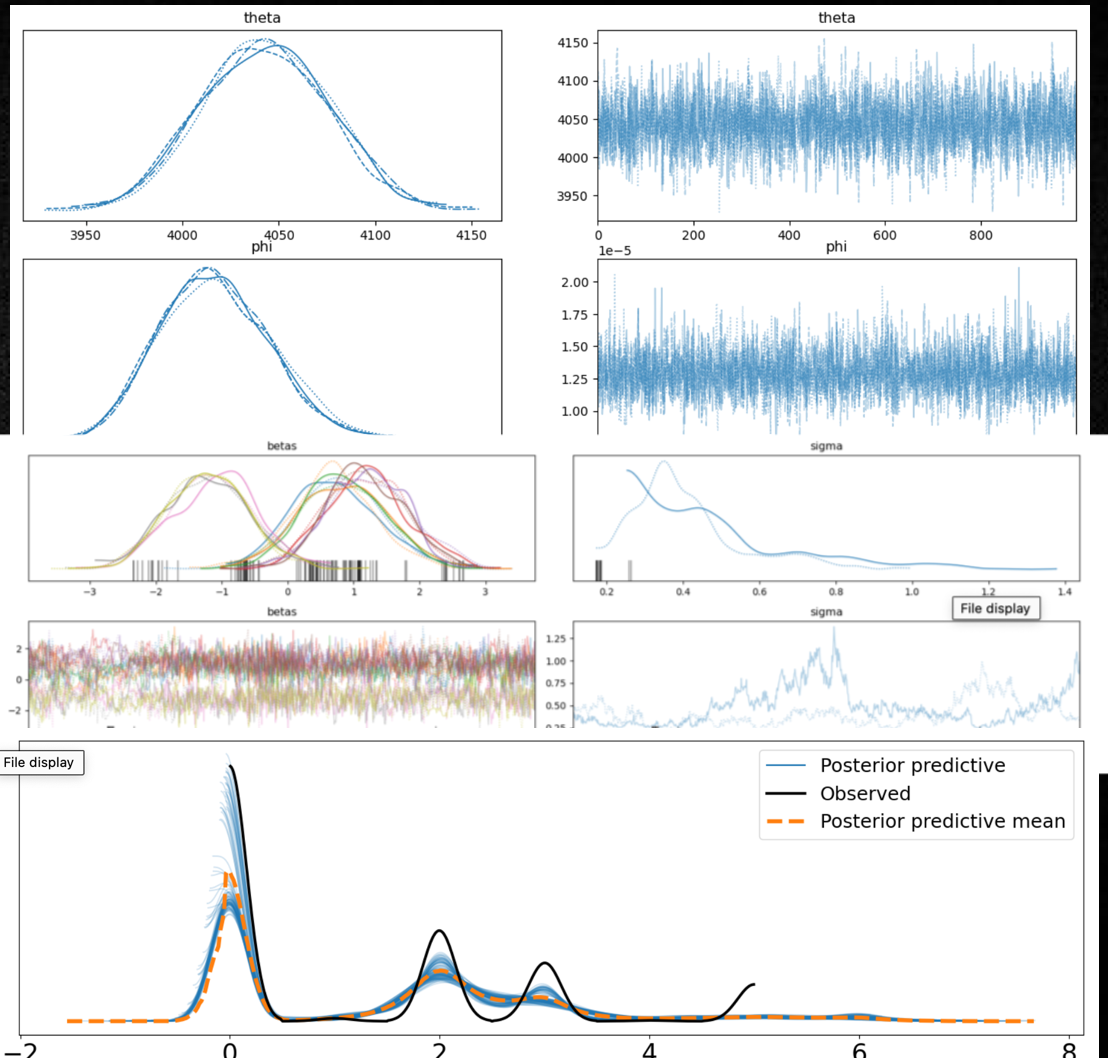 theta
theta
3950 4000 4050 4100 4150
4150
4100
4050
4000
3950
0 200 400 600 800
phi
phi
1e−5
2.00
1.75
1.50
1.25
1.00
betas
sigma
−3 −2 −1 0 1 2 3
0.2 0.4 0.6 0.8 1.0 1.2 1.4
File display
betas
sigma
2
0
−2
1.25
1.00
0.75
0.50
0.25
File display
Posterior predictive
Observed
Posterior predictive mean
−2 0 2 4 6 8